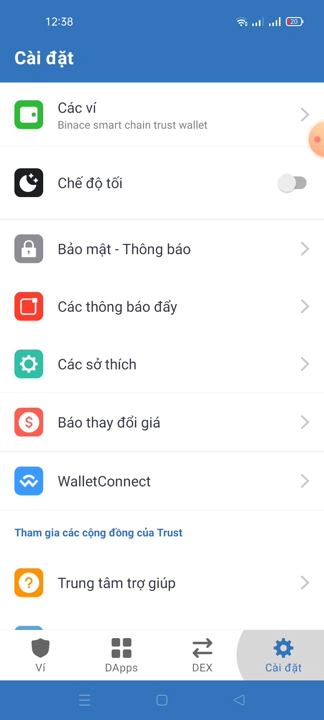 12:38
20
Cài đặt
Các ví
Binace smart chain trust wallet
Chế độ tối
Bảo mật - Thông báo
Các thông báo đẩy
Các sở thích
Báo thay đổi giá
WalletConnect
Tham gia các cộng đồng của Trust
Trung tâm trợ giúp
Ví
DApps
DEX
Cài đặt